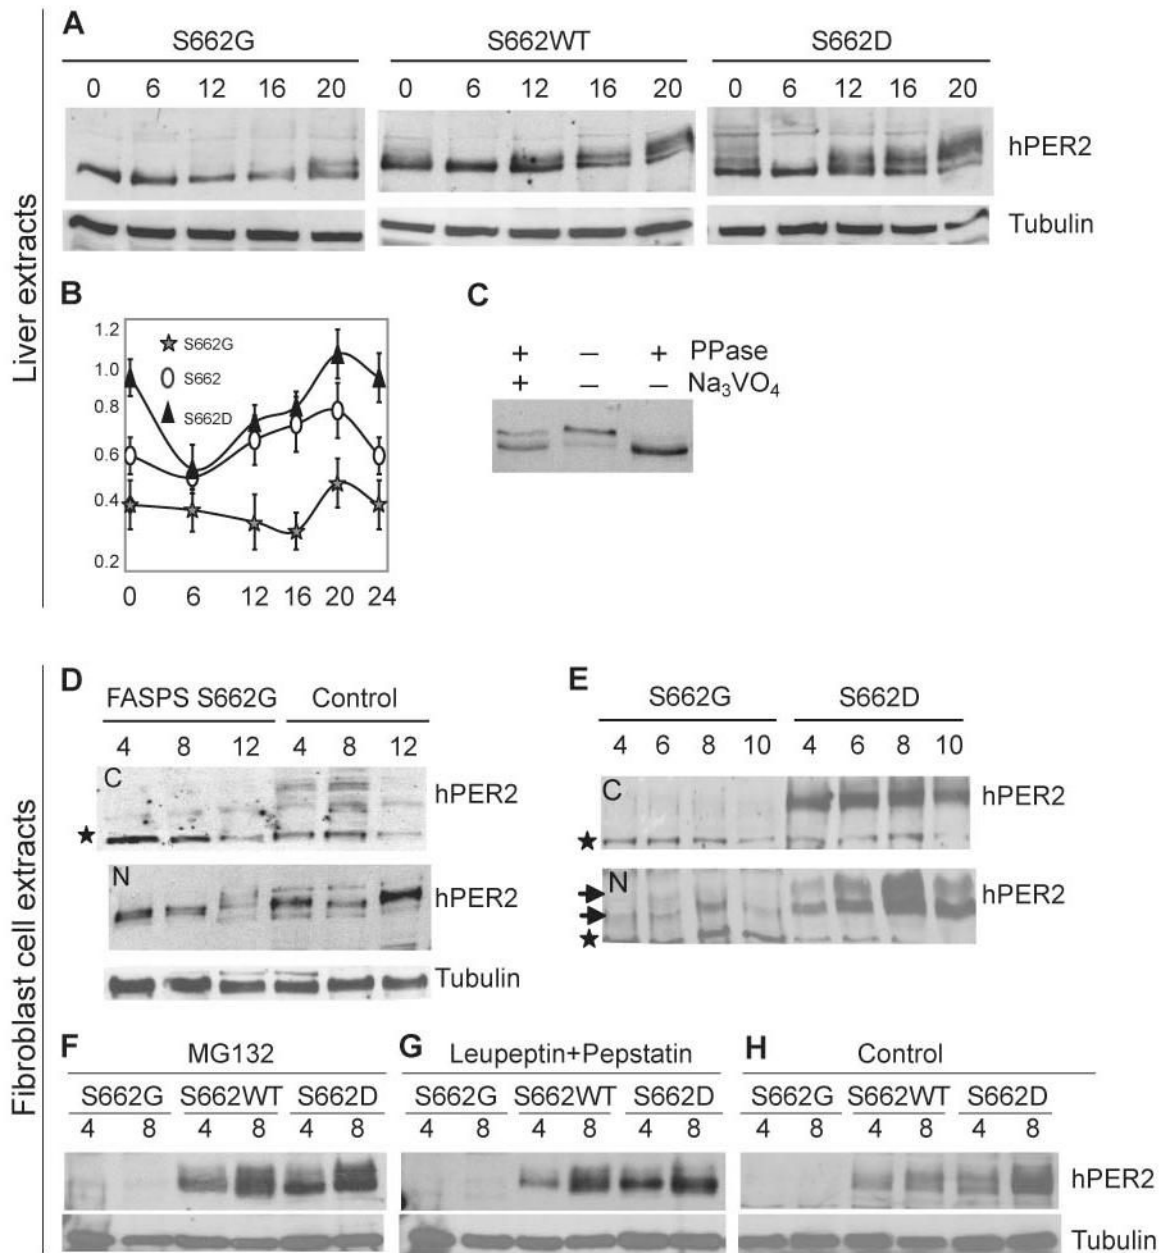 Liver extracts
A
S662G S662WT S662D
0 6 12 16 20 0 6 12 16 20 0 6 12 16 20
hPER2
Tubulin
B
1.2
1.0
0.8
0.6
0.4
0.2
S662G
S662
S662D
0 6 12 16 20 24
C
+ – + PPase
+ – – Na₃VO₄
Fibroblast cell extracts
D
FASPS S662G Control
4 8 12 4 8 12
C
hPER2
N
hPER2
Tubulin
E
S662G S662D
4 6 8 10 4 6 8 10
C
hPER2
N
hPER2
F MG132
S662G S662WT S662D
4 8 4 8 4 8
G Leupeptin+Pepstatin
S662G S662WT S662D
4 8 4 8 4 8
H Control
S662G S662WT S662D
4 8 4 8 4 8
hPER2
Tubulin